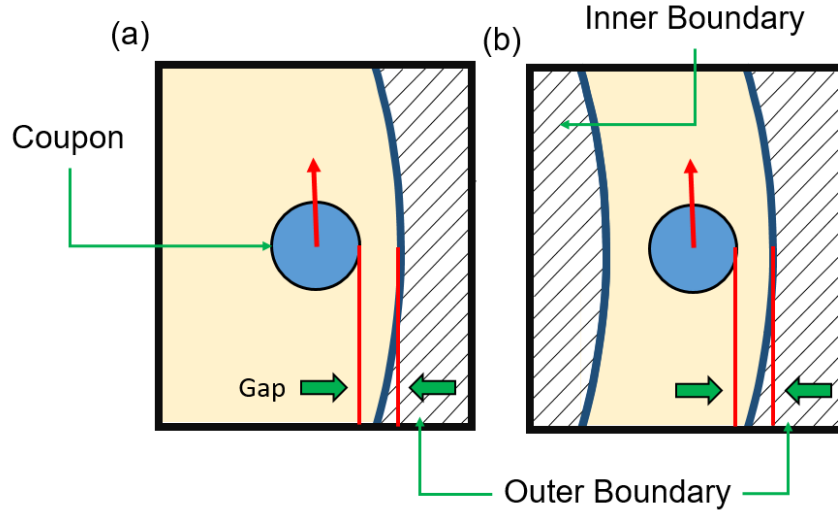 (a)
(b)
Inner Boundary
Coupon
Gap
Outer Boundary